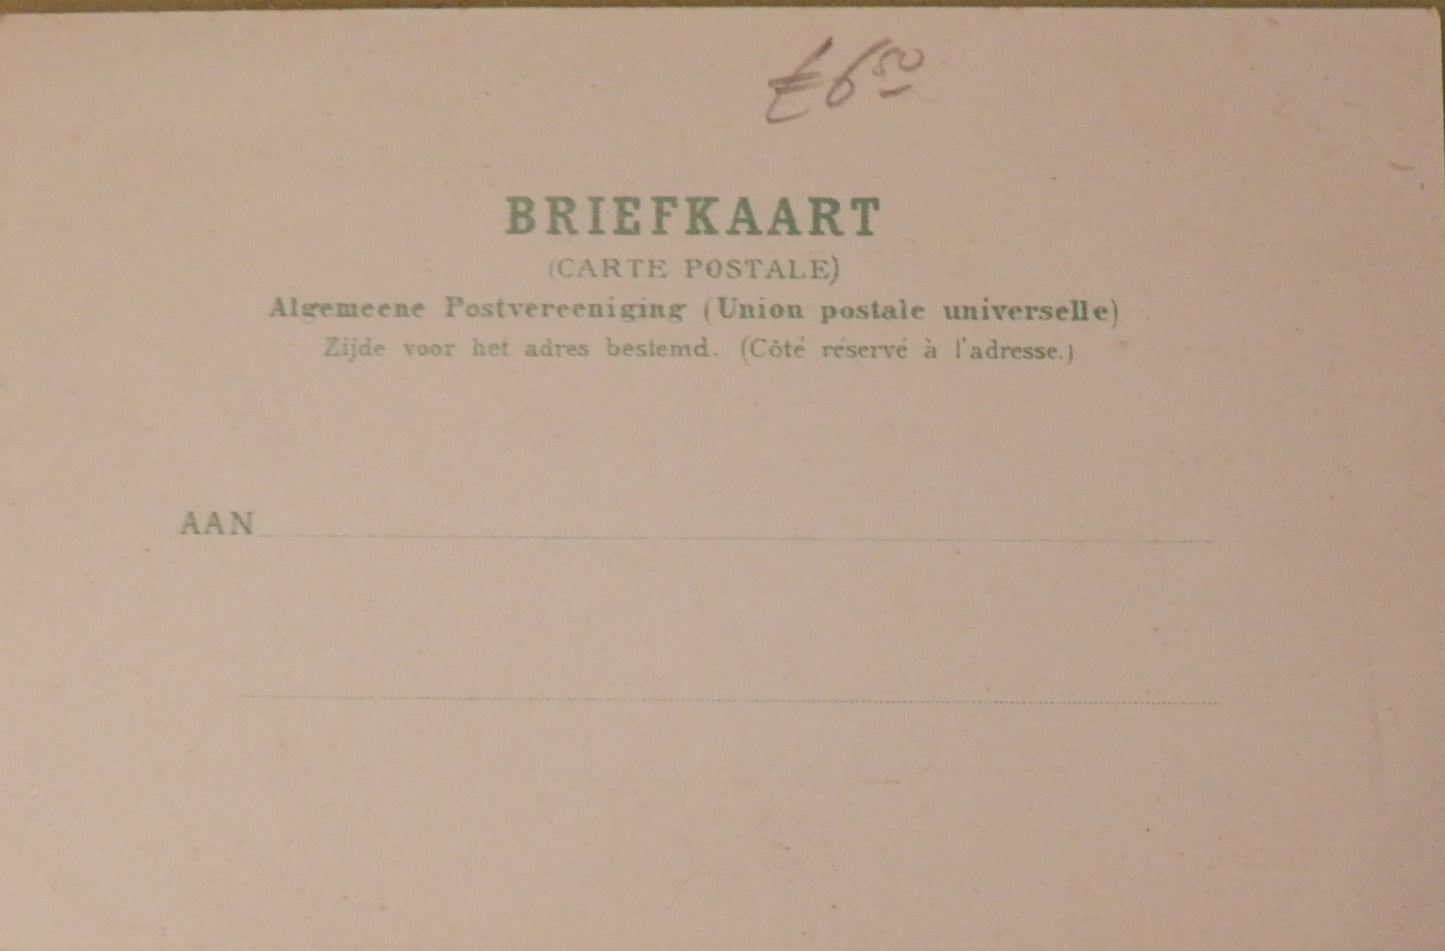 €6 50
BRIEFKAART
(CARTE POSTALE)
Algemeene Postvereeniging (Union postale universelle)
Zijde voor het adres bestemd. (Côté réservé à l'adresse.)
AAN